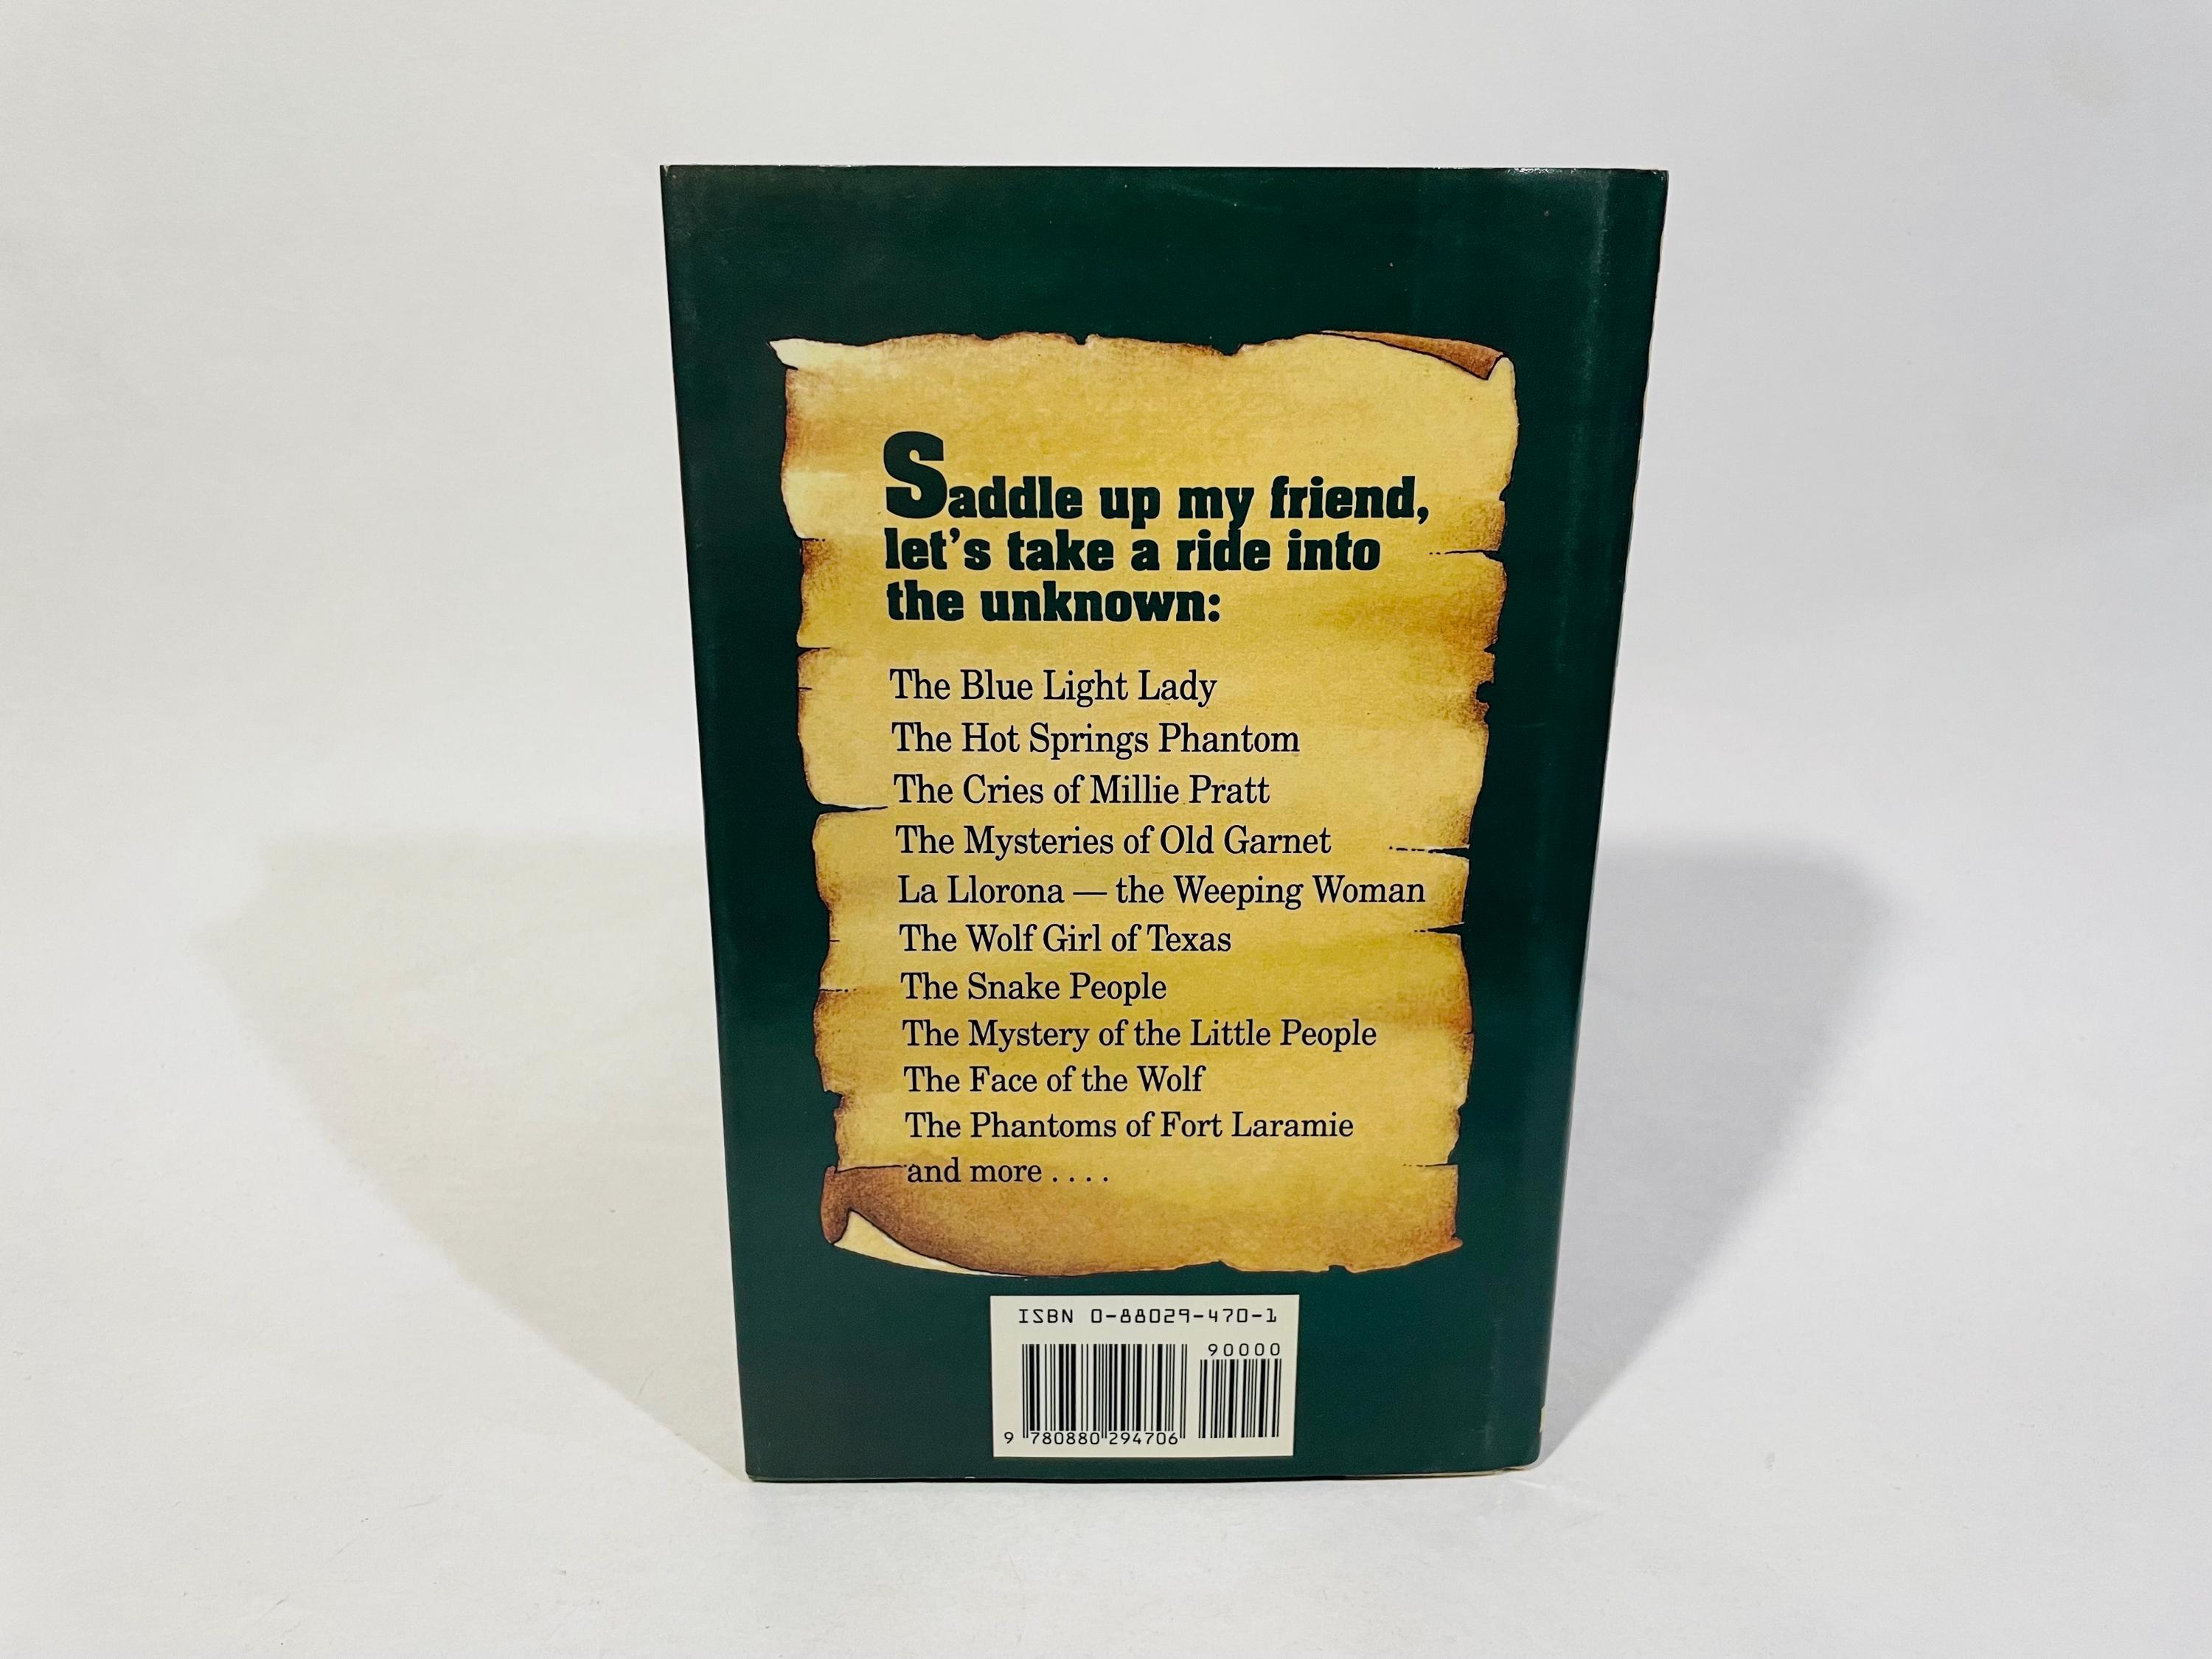 Saddle up my friend,
let's take a ride into
the unknown:
The Blue Light Lady
The Hot Springs Phantom
The Cries of Millie Pratt
The Mysteries of Old Garnet
La Llorona — the Weeping Woman
The Wolf Girl of Texas
The Snake People
The Mystery of the Little People
The Face of the Wolf
The Phantoms of Fort Laramie
and more . . . .
ISBN 0-88029-470-1
90000
9 780880 294706